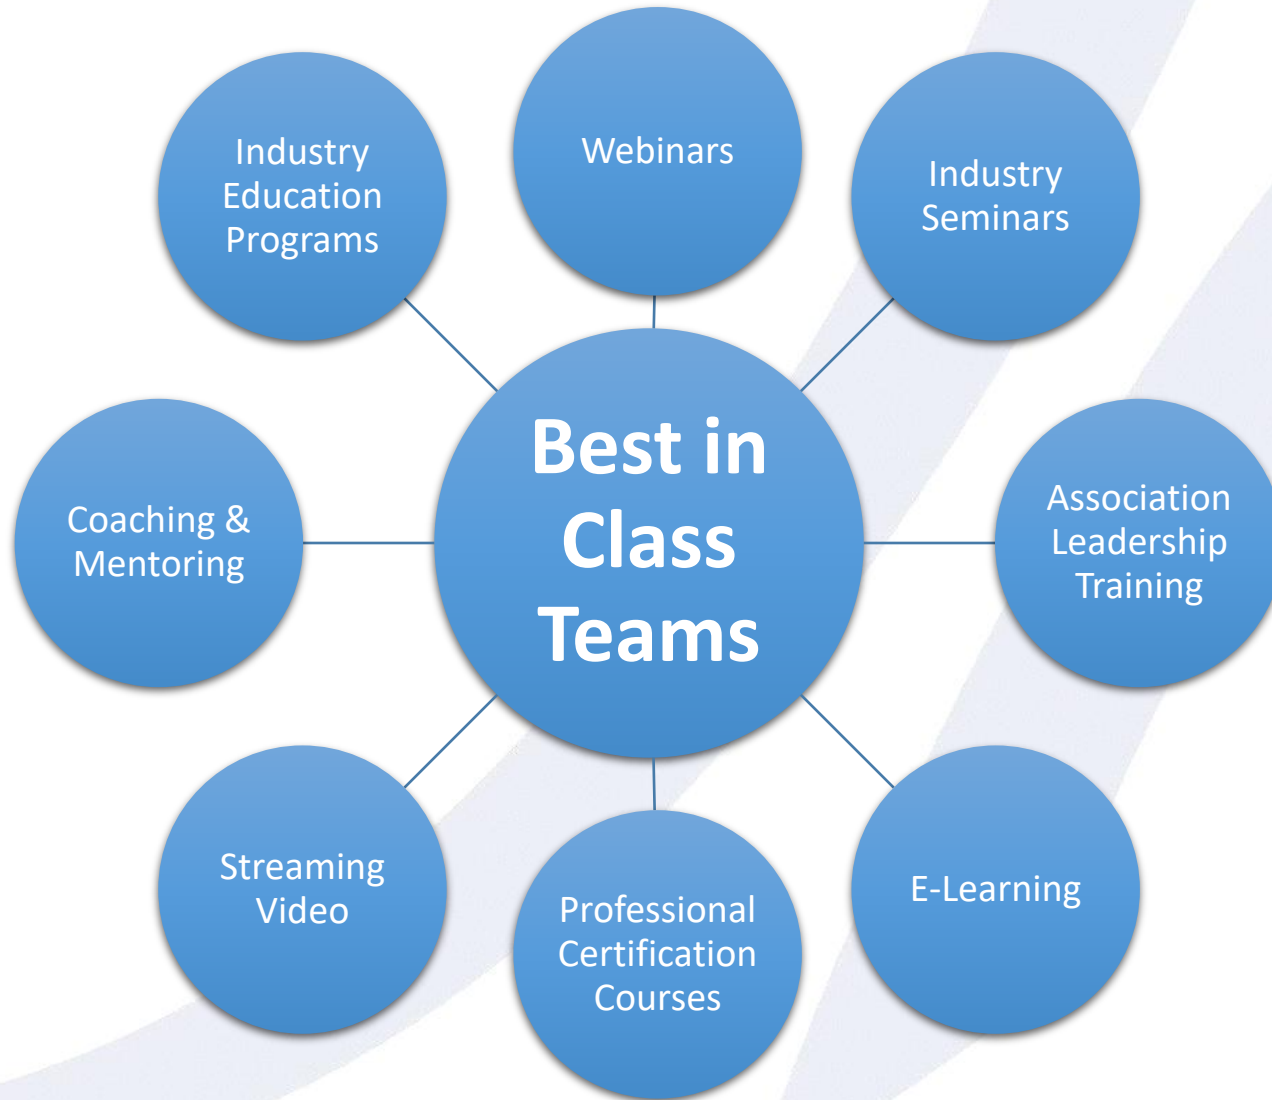 Webinars
Industry
Seminars
Association
Leadership
Training
E-Learning
Professional
Certification
Courses
Streaming
Video
Coaching &
Mentoring
Industry
Education
Programs
Best in
Class
Teams